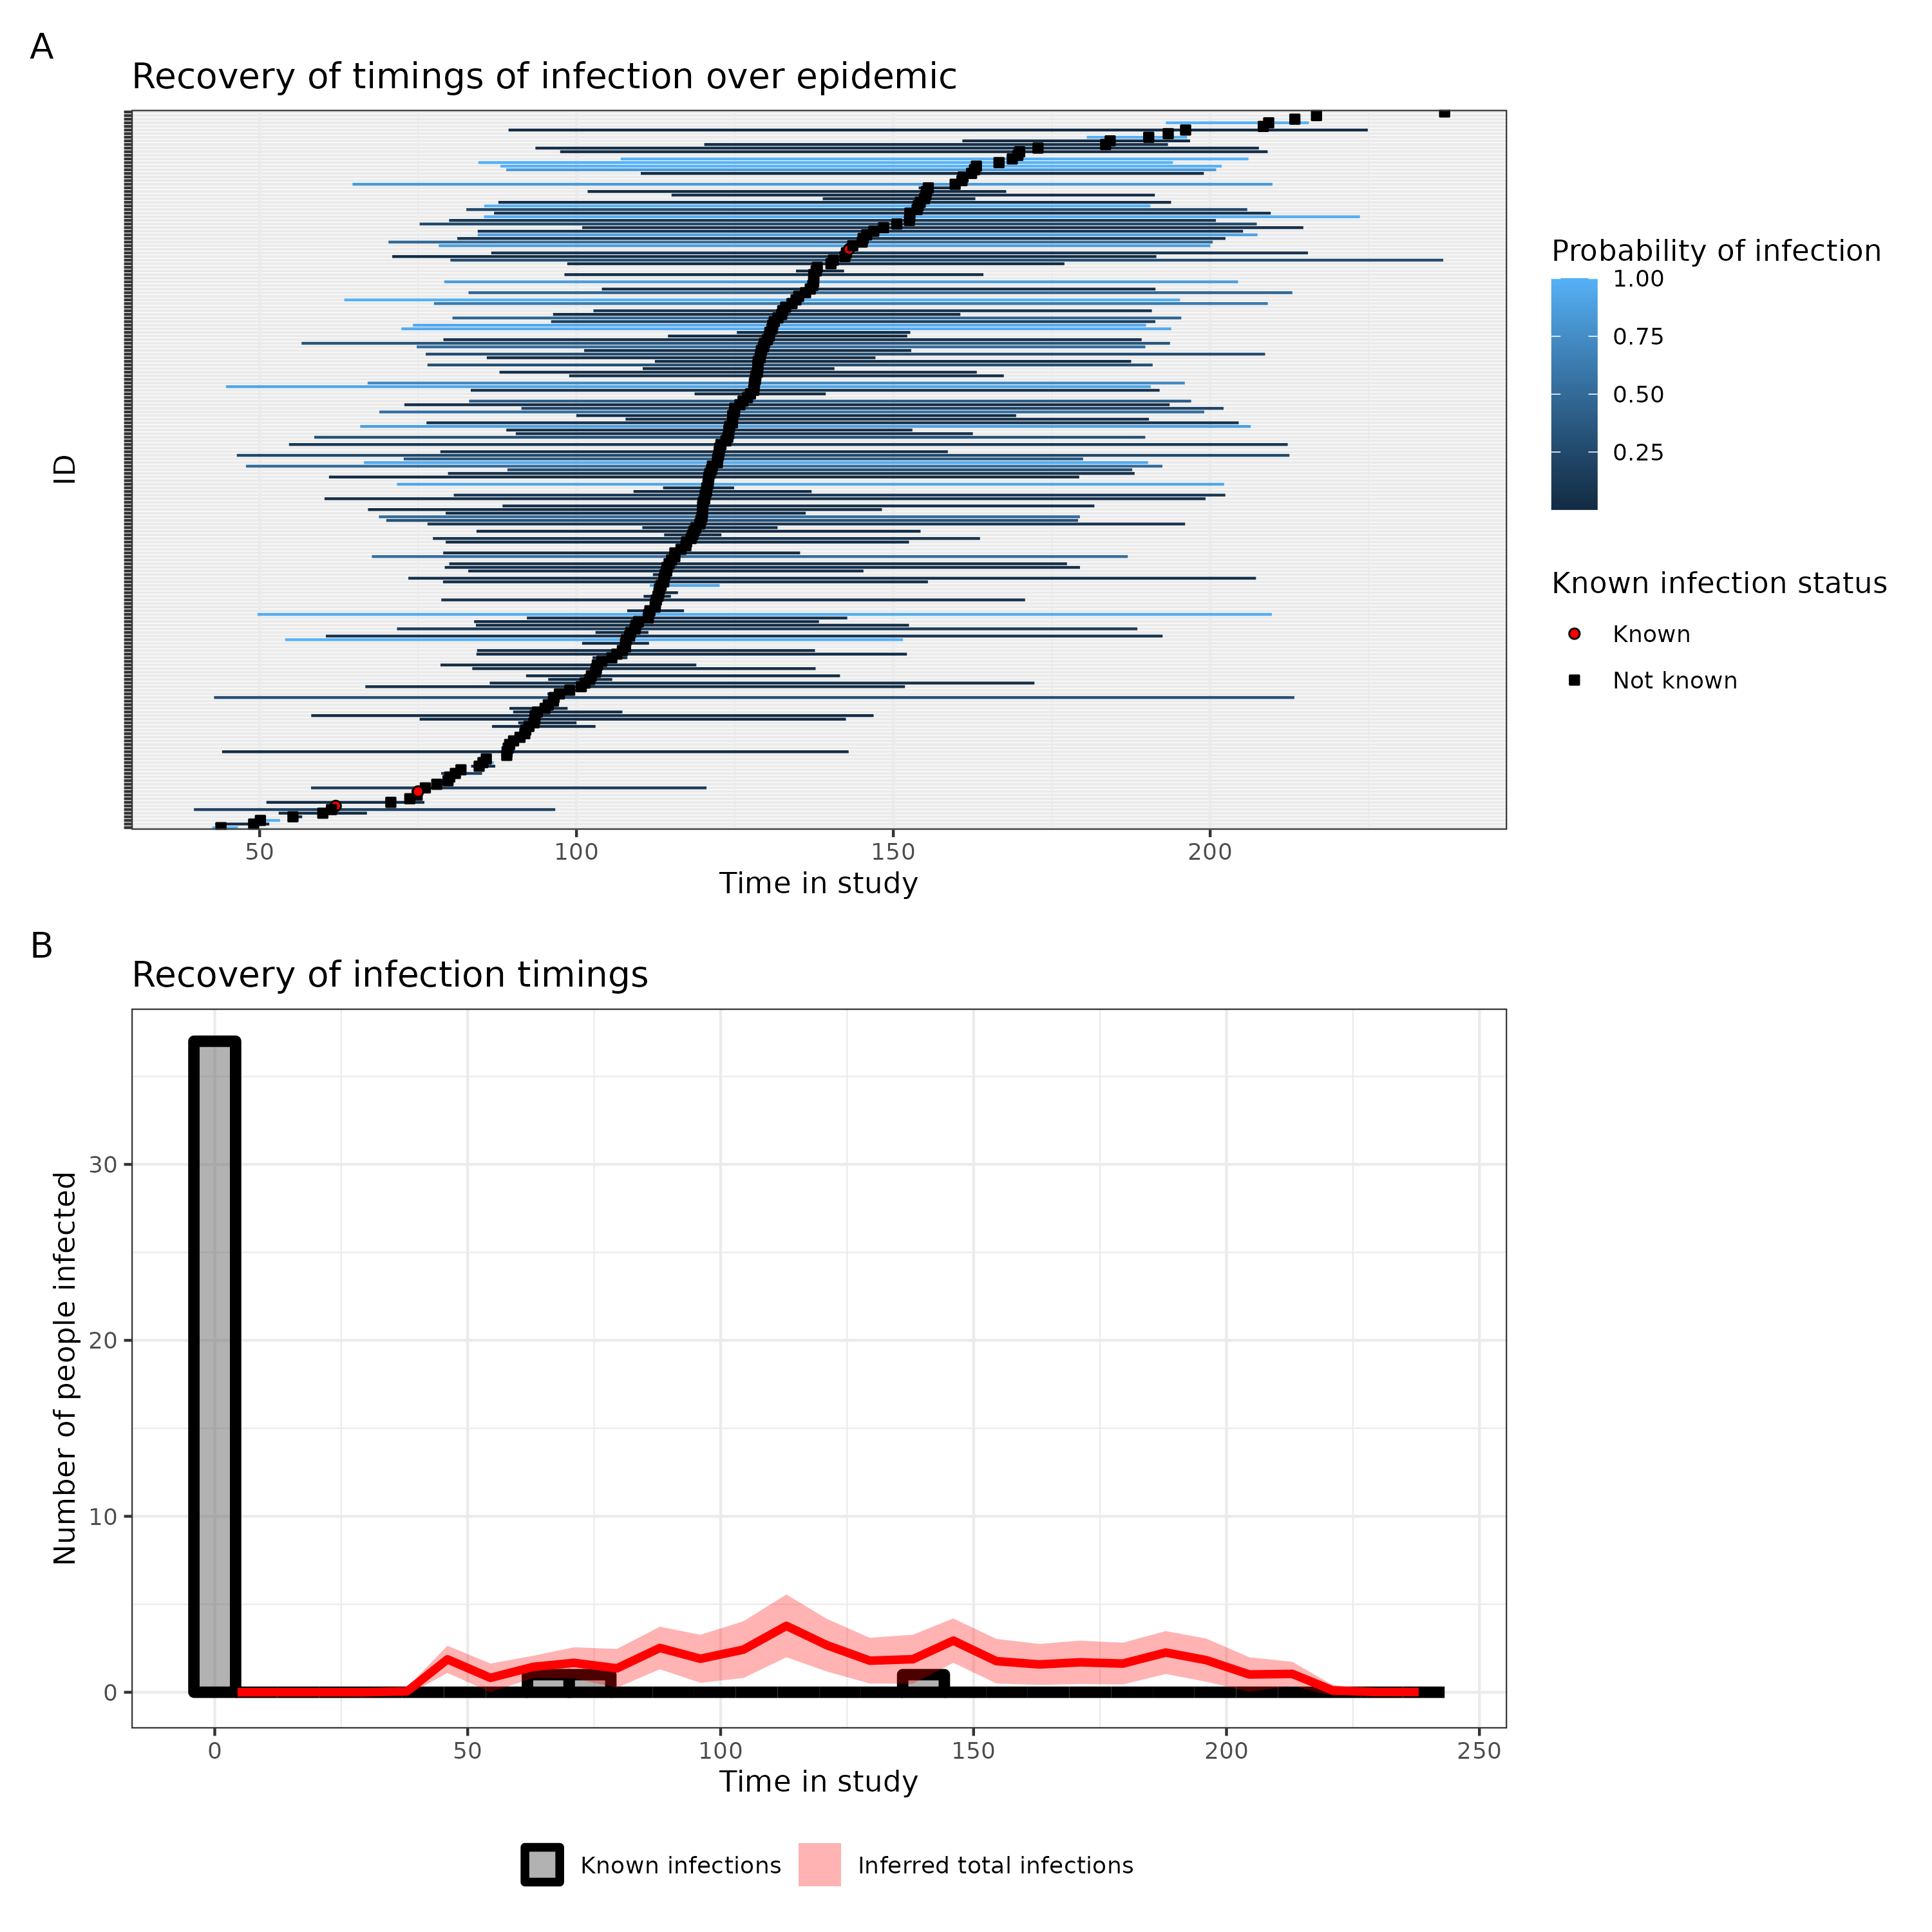 A
Recovery of timings of infection over epidemic
ID
50 100 150 200
Time in study
Probability of infection
1.00
0.75
0.50
0.25
Known infection status
Known
Not known
B
Recovery of infection timings
Number of people infected
30
20
10
0
0 50 100 150 200 250
Time in study
Known infections Inferred total infections